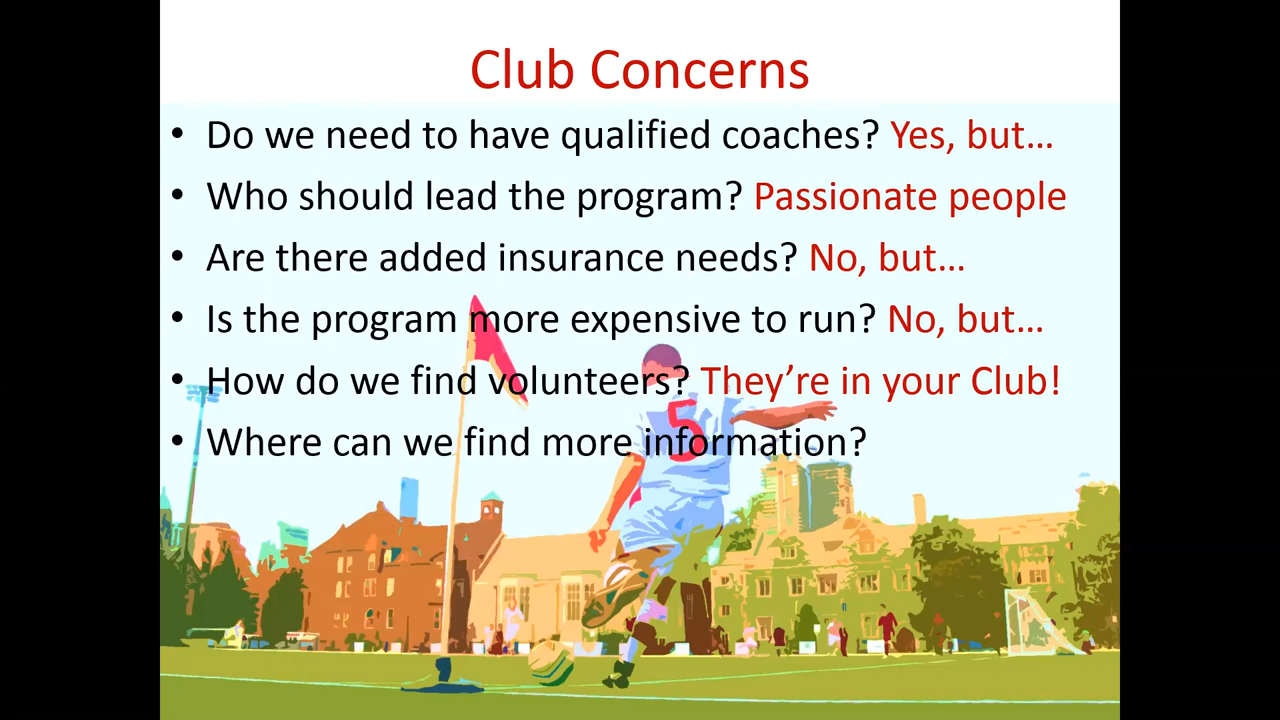 Club Concerns
• Do we need to have qualified coaches? Yes, but...
• Who should lead the program? Passionate people
• Are there added insurance needs? No, but...
• Is the program more expensive to run? No, but...
• How do we find volunteers? They’re in your Club!
• Where can we find more information?
5